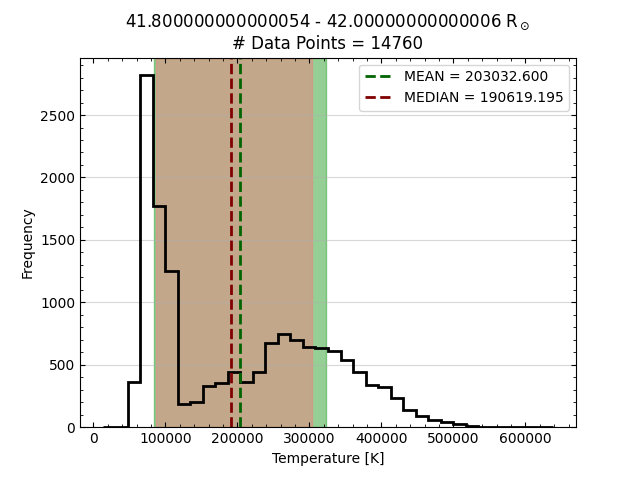 41.800000000000054 - 42.00000000000006 R⊙
# Data Points = 14760
MEAN = 203032.600
MEDIAN = 190619.195
Frequency
2500
2000
1500
1000
500
0
0 100000 200000 300000 400000 500000 600000
Temperature [K]